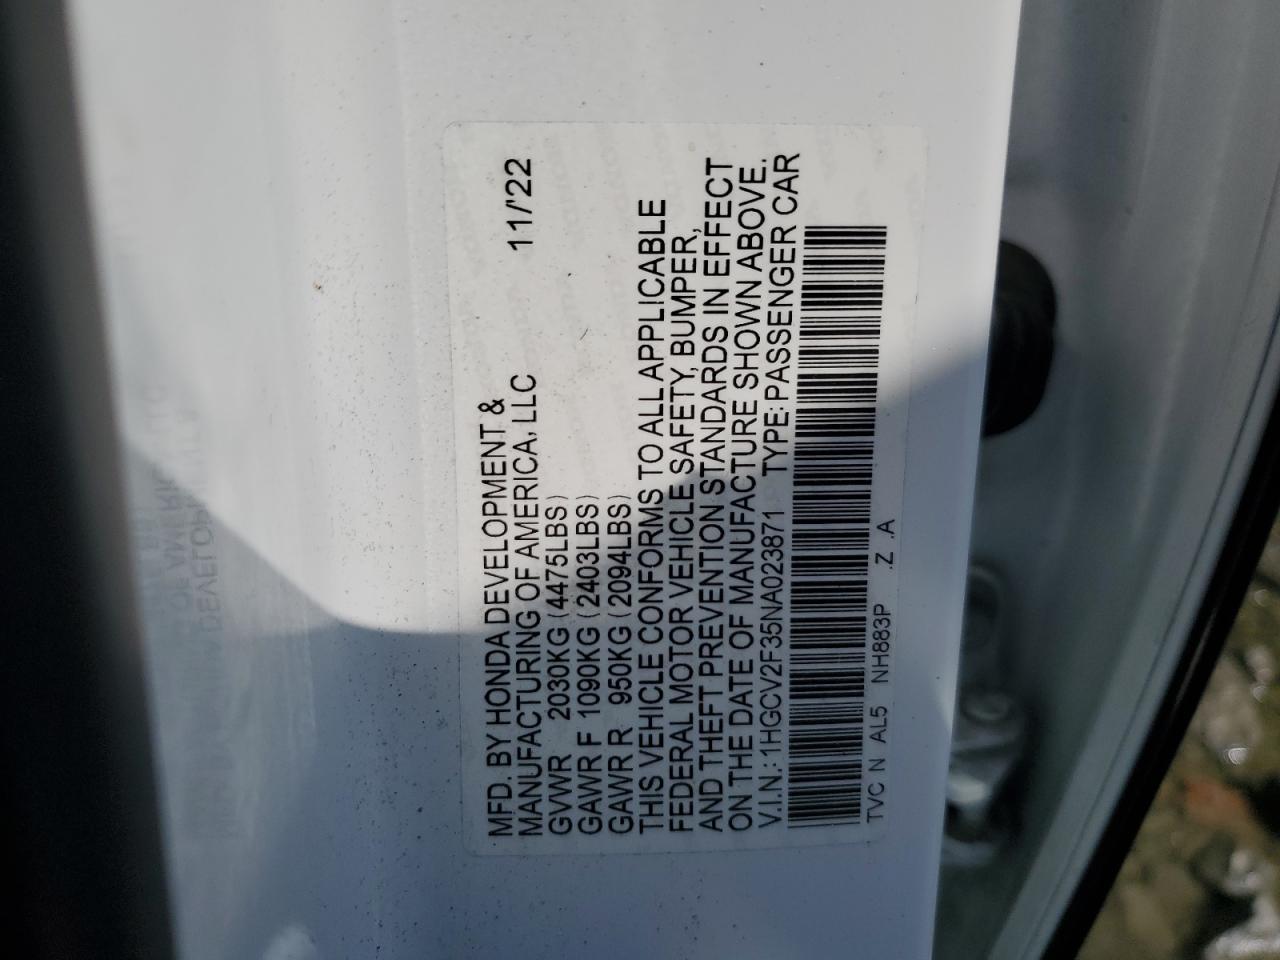 MFD. BY HONDA DEVELOPMENT &
MANUFACTURING OF AMERICA, LLC 11/'22
GVWR 2030KG (4475LBS)
GAWR F 1090KG (2403LBS)
GAWR R 950KG (2094LBS)
THIS VEHICLE CONFORMS TO ALL APPLICABLE
FEDERAL MOTOR VEHICLE SAFETY, BUMPER,
AND THEFT PREVENTION STANDARDS IN EFFECT
ON THE DATE OF MANUFACTURE SHOWN ABOVE.
V.I.N.: 1HGCV2F35NA023871 TYPE: PASSENGER CAR
TVC N AL5 NH883P .Z .A